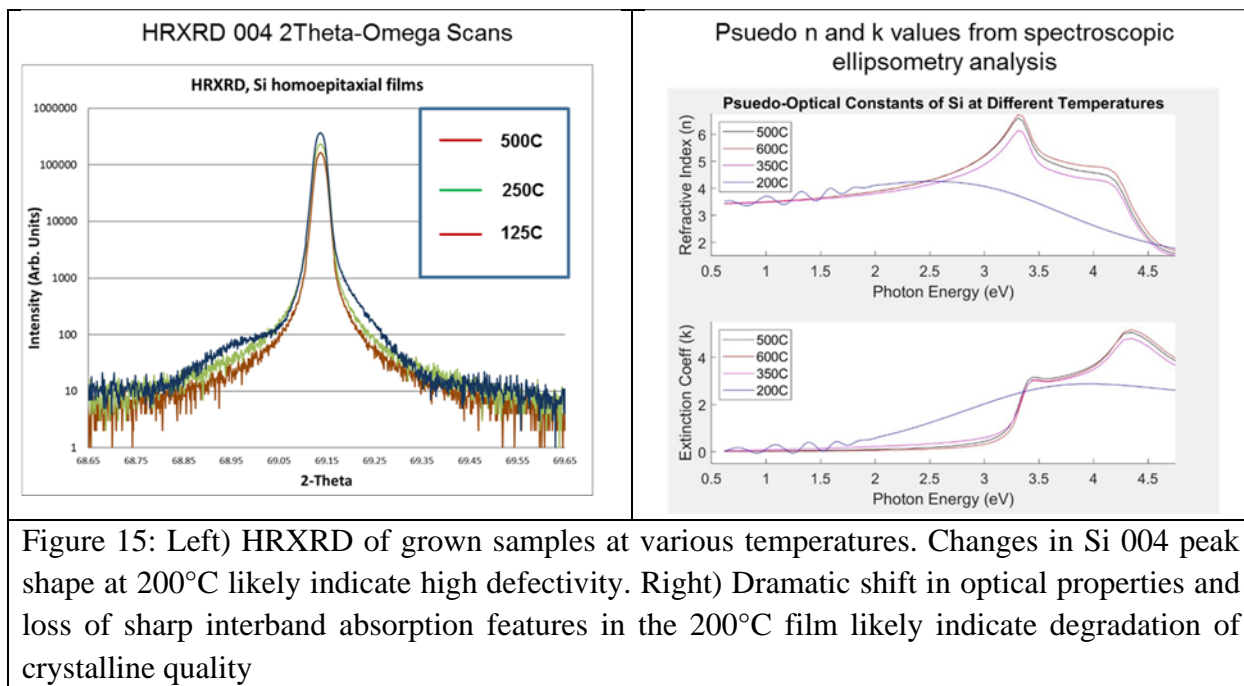 HRXRD 004 2Theta-Omega Scans
HRXRD, Si homoepitaxial films
1000000
100000
10000
1000
100
10
1
Intensity (Arb. Units)
500C
250C
125C
68.65 68.75 68.85 68.95 69.05 69.15 69.25 69.35 69.45 69.55 69.65
2-Theta
Psuedo n and k values from spectroscopic
ellipsometry analysis
Psuedo-Optical Constants of Si at Different Temperatures
Refractive Index (n)
6
5
4
3
2
500C
600C
350C
200C
0.5 1 1.5 2 2.5 3 3.5 4 4.5
Photon Energy (eV)
Extinction Coeff (k)
4
2
0
500C
600C
350C
200C
0.5 1 1.5 2 2.5 3 3.5 4 4.5
Photon Energy (eV)
Figure 15: Left) HRXRD of grown samples at various temperatures. Changes in Si 004 peak
shape at 200°C likely indicate high defectivity. Right) Dramatic shift in optical properties and
loss of sharp interband absorption features in the 200°C film likely indicate degradation of
crystalline quality